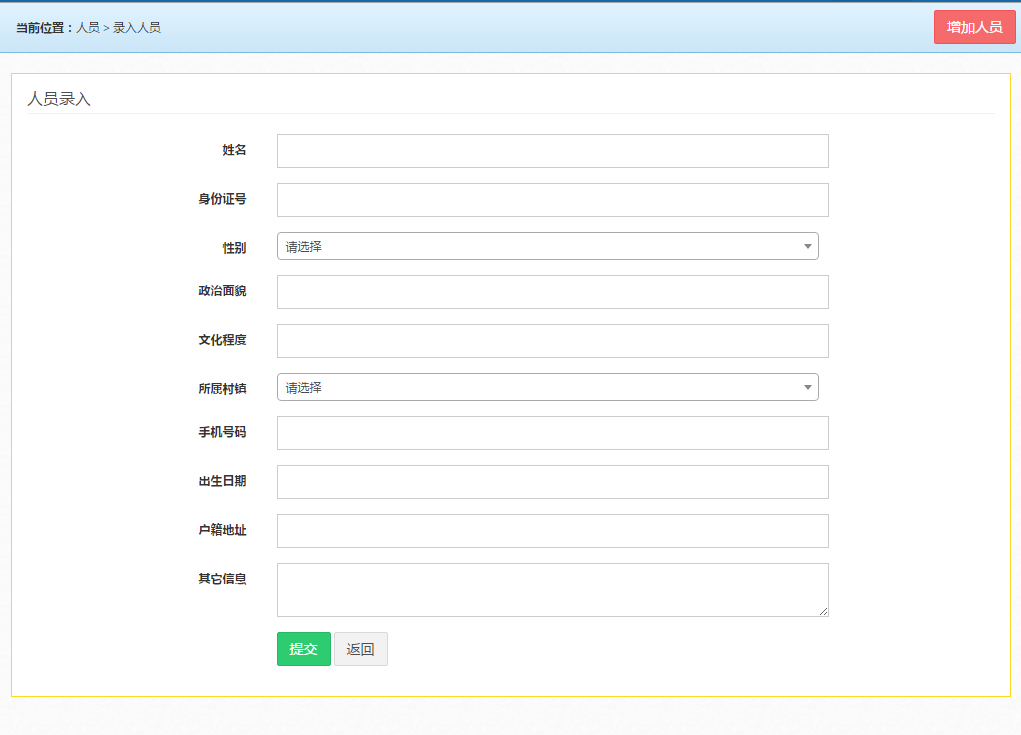 当前位置：人员 > 录入人员
增加人员
人员录入
姓名
身份证号
性别
请选择
政治面貌
文化程度
所属村镇
请选择
手机号码
出生日期
户籍地址
其它信息
提交
返回